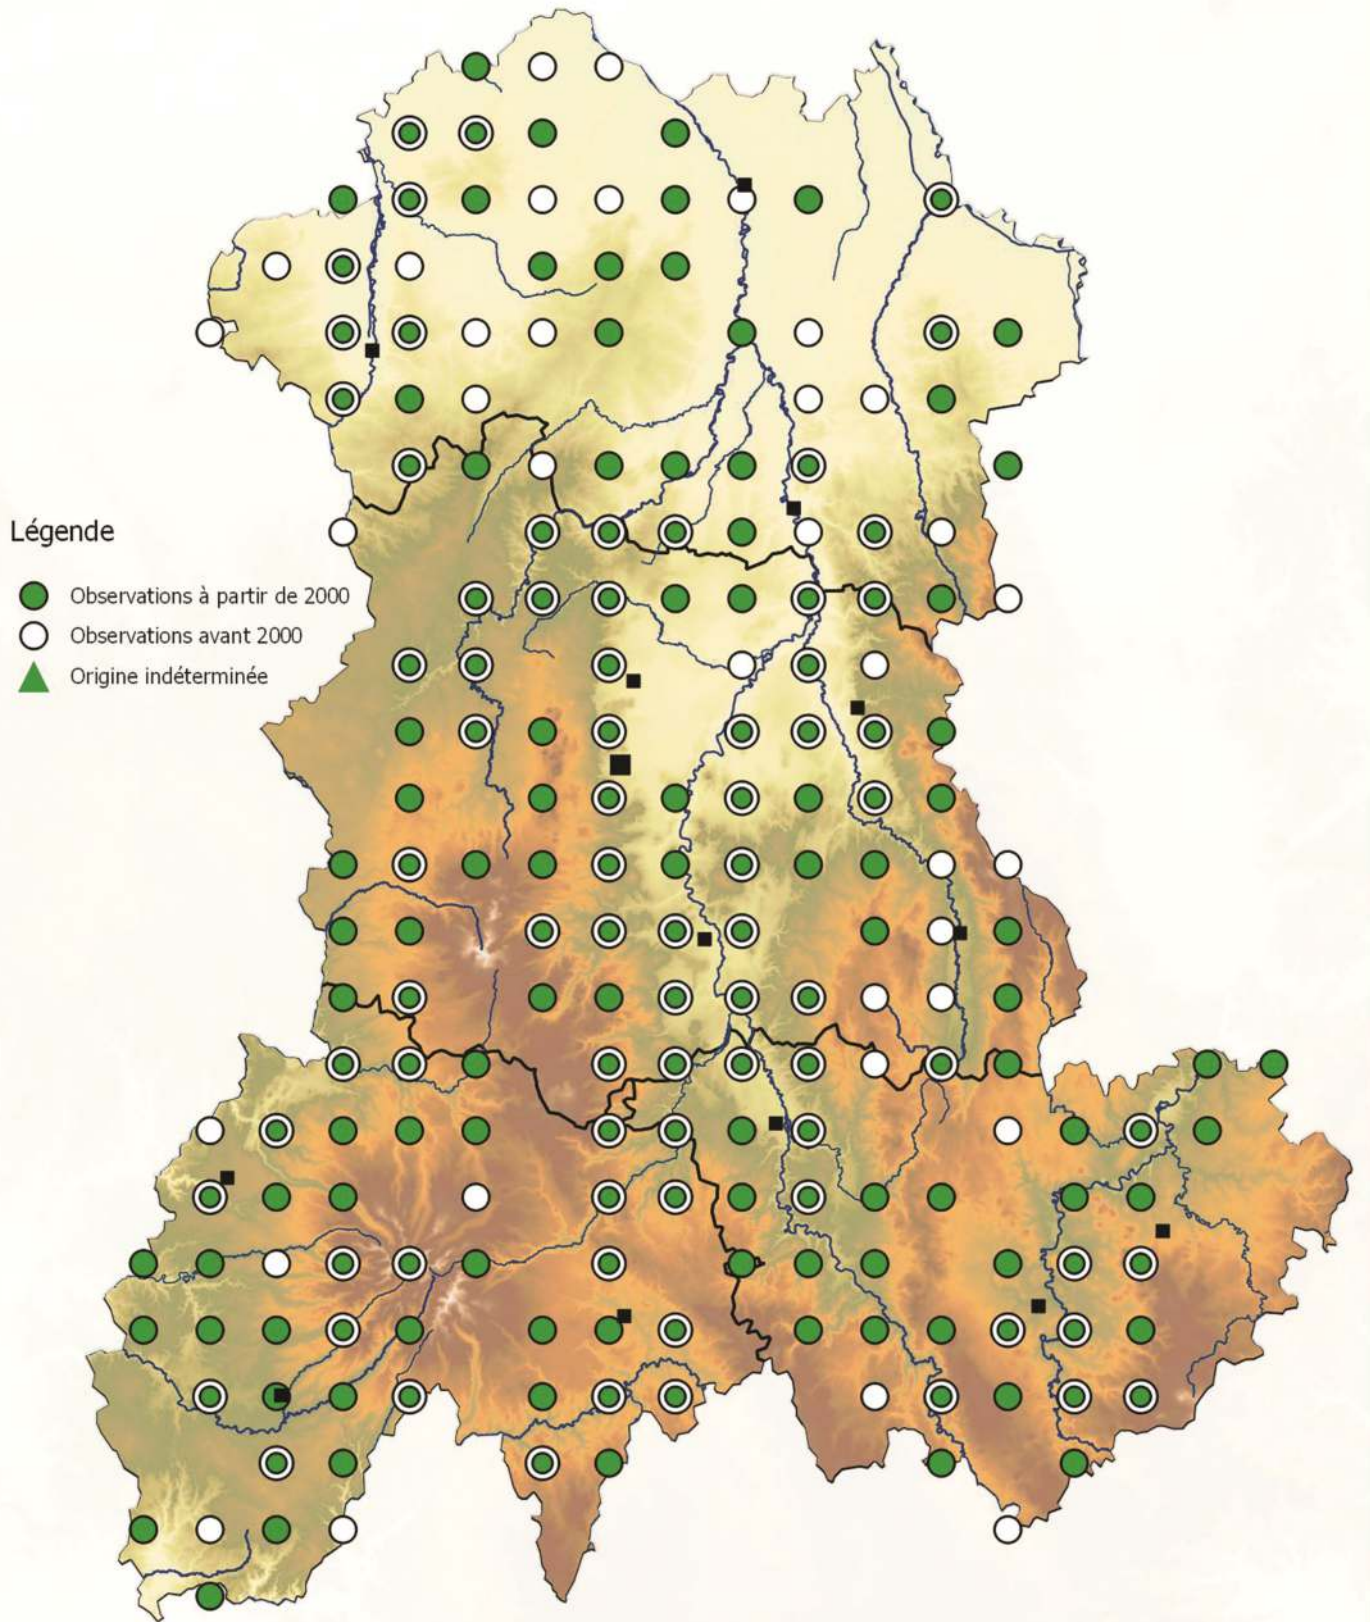 Légende
Observations à partir de 2000
Observations avant 2000
Origine indéterminée